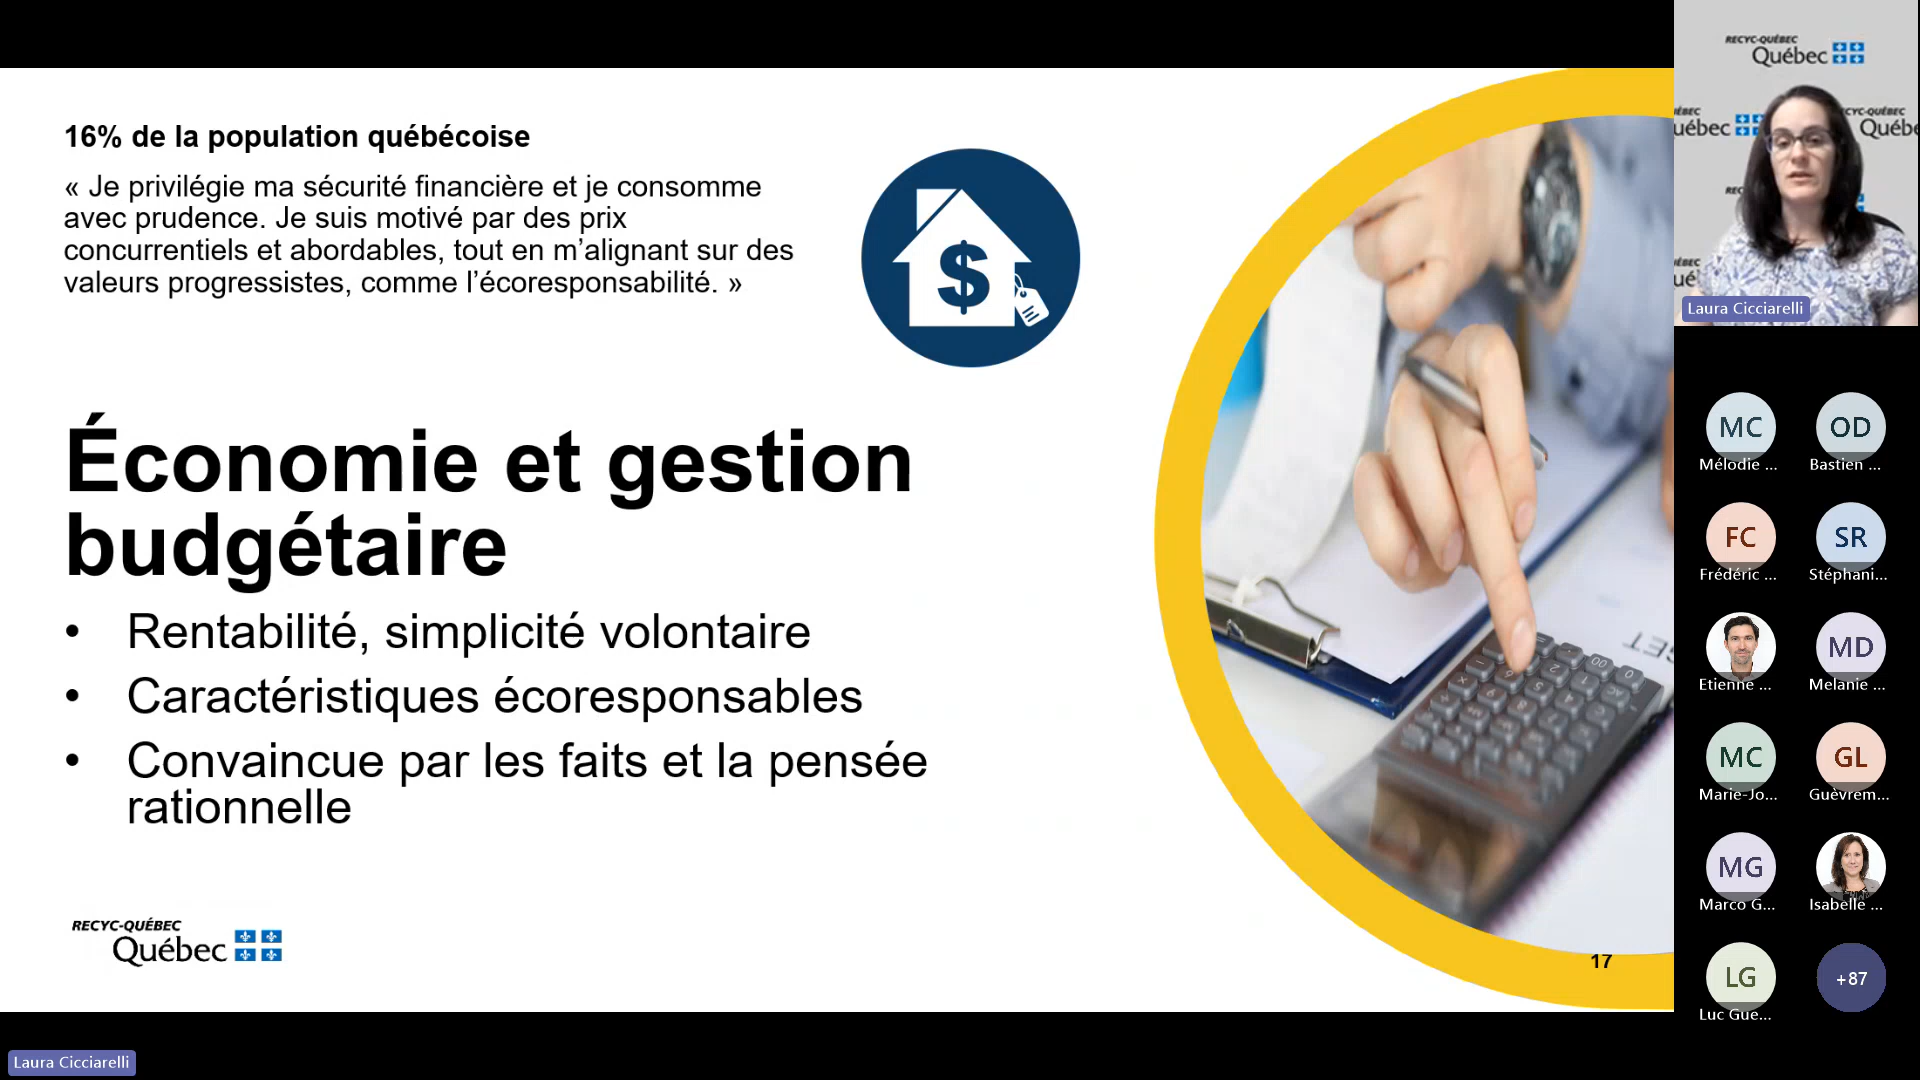 16% de la population québécoise
« Je privilégie ma sécurité financière et je consomme
avec prudence. Je suis motivé par des prix
concurrentiels et abordables, tout en m’alignant sur des
valeurs progressistes, comme l’écoresponsabilité. »
$
Économie et gestion
budgétaire
• Rentabilité, simplicité volontaire
• Caractéristiques écoresponsables
• Convaincue par les faits et la pensée
rationnelle
RECYC-QUÉBEC
Québec
17
Laura Cicciarelli
RECYC-QUÉBEC
Québec
Laura Cicciarelli
MC OD
Mélodie ... Bastien ...
FC SR
Frédéric ... Stéphani...
MD
Etienne ... Melanie ...
MC GL
Marie-Jo... Guèvrem...
MG
Marco G... Isabelle ...
LG +87
Luc Gue...